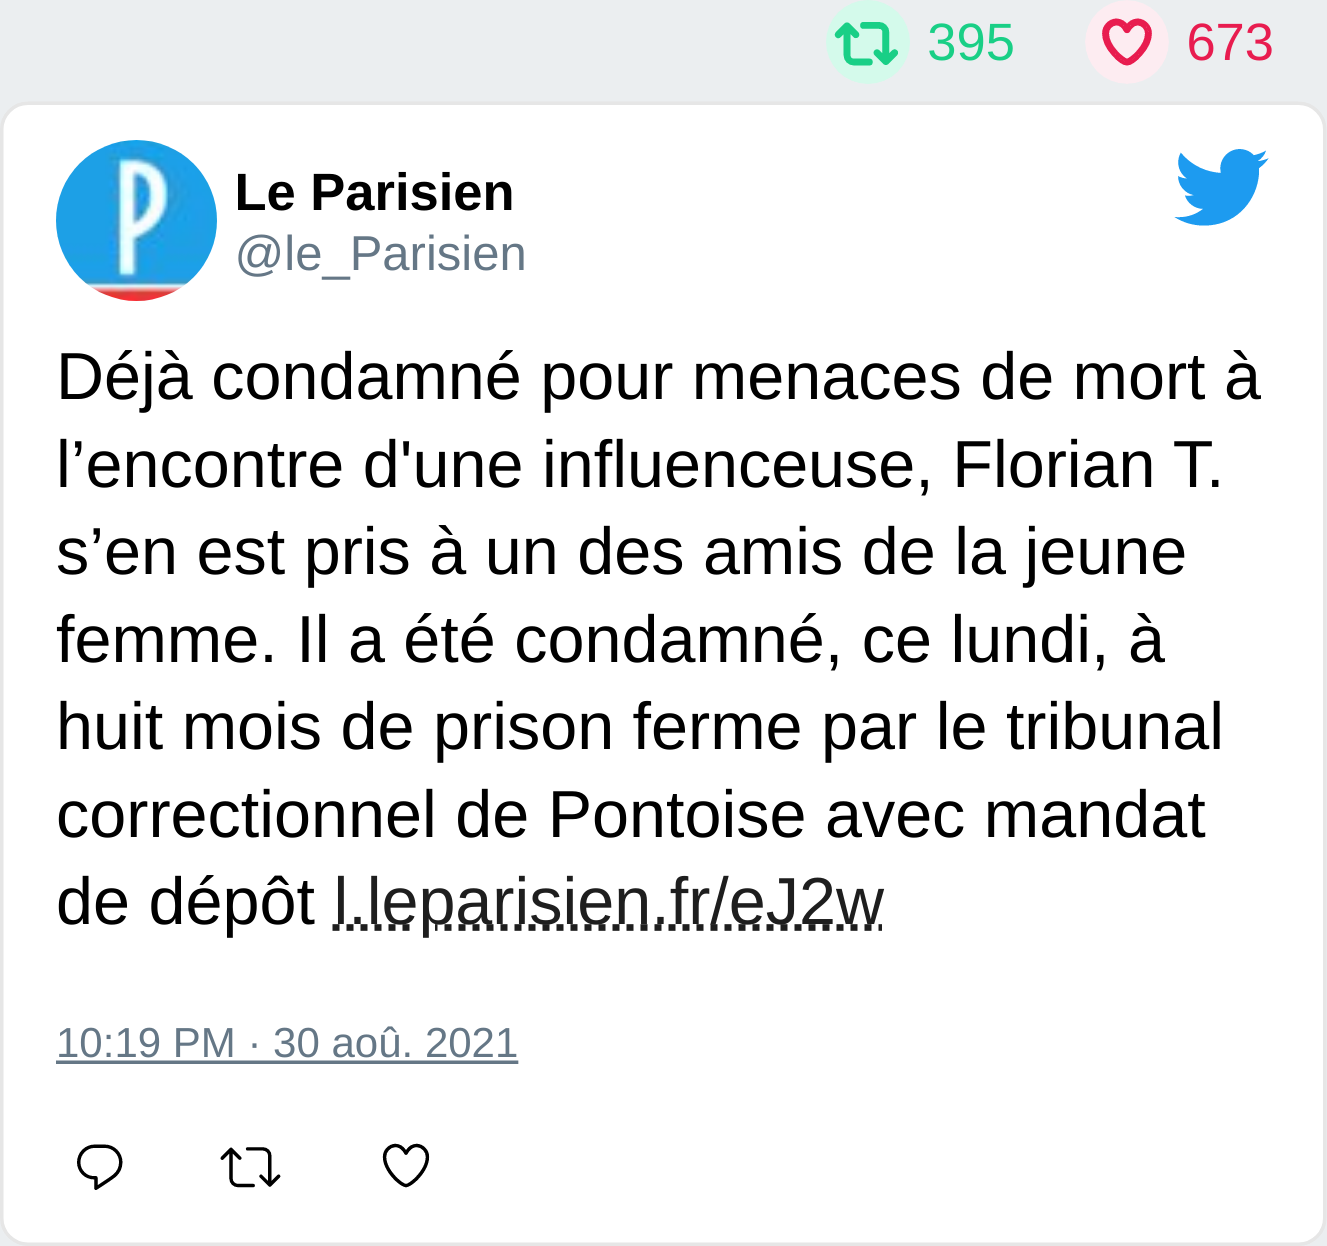 395 673
P
Le Parisien
@le_Parisien
Déjà condamné pour menaces de mort à
l’encontre d'une influenceuse, Florian T.
s’en est pris à un des amis de la jeune
femme. Il a été condamné, ce lundi, à
huit mois de prison ferme par le tribunal
correctionnel de Pontoise avec mandat
de dépôt l.leparisien.fr/eJ2w
10:19 PM · 30 aoû. 2021